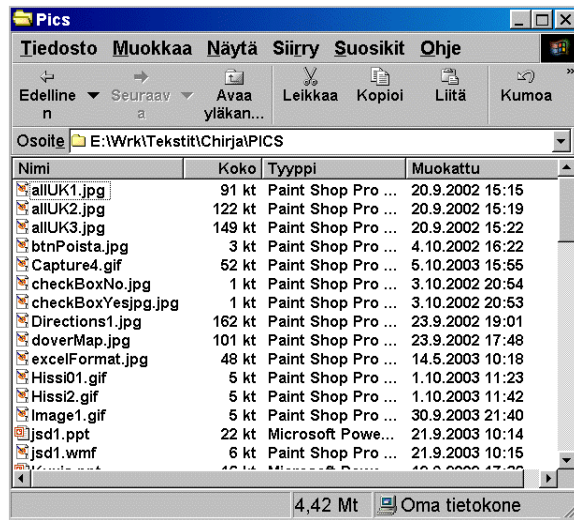 Pics
Tiedosto Muokkaa Näytä Siirry Suosikit Ohje
Edellinen Seuraava Avaa yläkan... Leikkaa Kopioi Liitä Kumoa »
Osoite E:\Wrk\Tekstit\Chirja\PICS
Nimi Koko Tyyppi Muokattu
allUK1.jpg 91 kt Paint Shop Pro ... 20.9.2002 15:15
allUK2.jpg 122 kt Paint Shop Pro ... 20.9.2002 15:19
allUK3.jpg 149 kt Paint Shop Pro ... 20.9.2002 15:22
btnPoista.jpg 3 kt Paint Shop Pro ... 4.10.2002 16:22
Capture4.gif 52 kt Paint Shop Pro ... 5.10.2003 15:55
checkBoxNo.jpg 1 kt Paint Shop Pro ... 3.10.2002 20:54
checkBoxYesjpg.jpg 1 kt Paint Shop Pro ... 3.10.2002 20:53
Directions1.jpg 162 kt Paint Shop Pro ... 23.9.2002 19:01
doverMap.jpg 101 kt Paint Shop Pro ... 23.9.2002 17:48
excelFormat.jpg 48 kt Paint Shop Pro ... 14.5.2003 10:18
Hissi01.gif 5 kt Paint Shop Pro ... 1.10.2003 11:23
Hissi2.gif 5 kt Paint Shop Pro ... 1.10.2003 11:42
Image1.gif 5 kt Paint Shop Pro ... 30.9.2003 21:40
jsd1.ppt 22 kt Microsoft Powe... 21.9.2003 10:14
jsd1.wmf 6 kt Paint Shop Pro ... 21.9.2003 10:15
4,42 Mt Oma tietokone